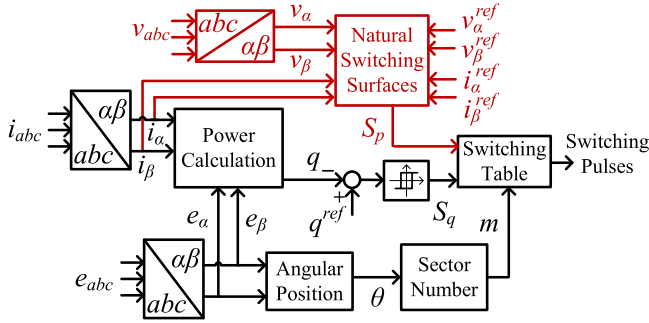 v_abc
abc
αβ
v_α
v_β
Natural
Switching
Surfaces
v_α^ref
v_β^ref
i_α^ref
i_β^ref
i_abc
αβ
abc
i_α
i_β
Power
Calculation
q
S_p
Switching
Table
Switching
Pulses
q^ref
S_q
m
e_α
e_β
e_abc
αβ
abc
Angular
Position
θ
Sector
Number